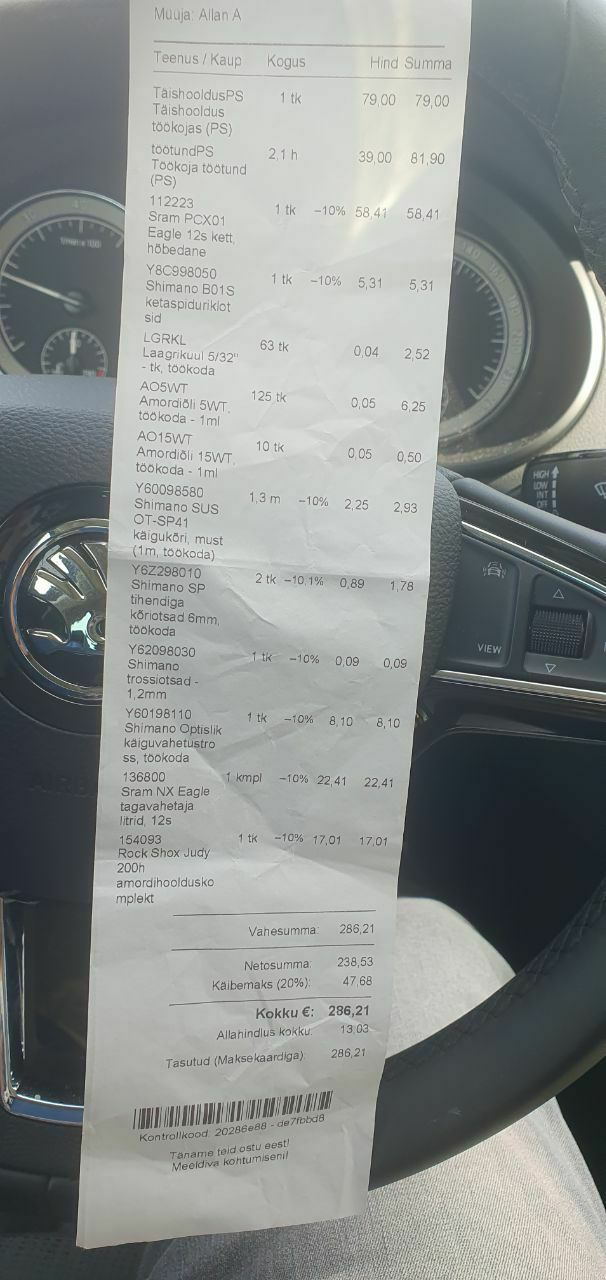 Müüja: Allan A
Teenus / Kaup Kogus Hind Summa
TäishooldusPS 1 tk 79,00 79,00
Täishooldus
töökojas (PS)
töötundPS 2,1 h 39,00 81,90
Töökoja töötund
(PS)
112223 1 tk -10% 58,41 58,41
Sram PCX01
Eagle 12s kett,
hõbedane
Y8C998050 1 tk -10% 5,31 5,31
Shimano B01S
ketaspidurikiot
sid
LGRKL 63 tk 0,04 2,52
Laagrikuul 5/32"
- tk, töökoda
AO5WT 125 tk 0,05 6,25
Amordiõli 5WT,
töökoda - 1ml
AO15WT 10 tk 0,05 0,50
Amordiõli 15WT,
töökoda - 1ml
Y60098580 1,3 m -10% 2,25 2,93
Shimano SUS
OT-SP41
käigukõri, must
(1m, töökoda)
Y6Z298010 2 tk -10,1% 0,89 1,78
Shimano SP
tihendiga
kõriotsad 6mm,
töökoda
Y62098030 1 tk -10% 0,09 0,09
Shimano
trossiotsad -
1,2mm
Y60198110 1 tk -10% 8,10 8,10
Shimano Optislik
käiguvahetustro
ss, töökoda
136800 1 kmpl -10% 22,41 22,41
Sram NX Eagle
tagavahetaja
litrid, 12s
154093 1 tk -10% 17,01 17,01
Rock Shox Judy
200h
amordihooldusko
mplekt
Vahesumma: 286,21
Netosumma: 238,53
Käibemaks (20%): 47,68
Kokku €: 286,21
Allahindlus kokku: 13,03
Tasutud (Maksekaardiga): 286,21
Kontrollkood: 20286e88 - de7fbbd8
Täname teid ostu eest!
Meeldiva kohtumiseni!
HIGH
LOW
INT
OFF
VIEW